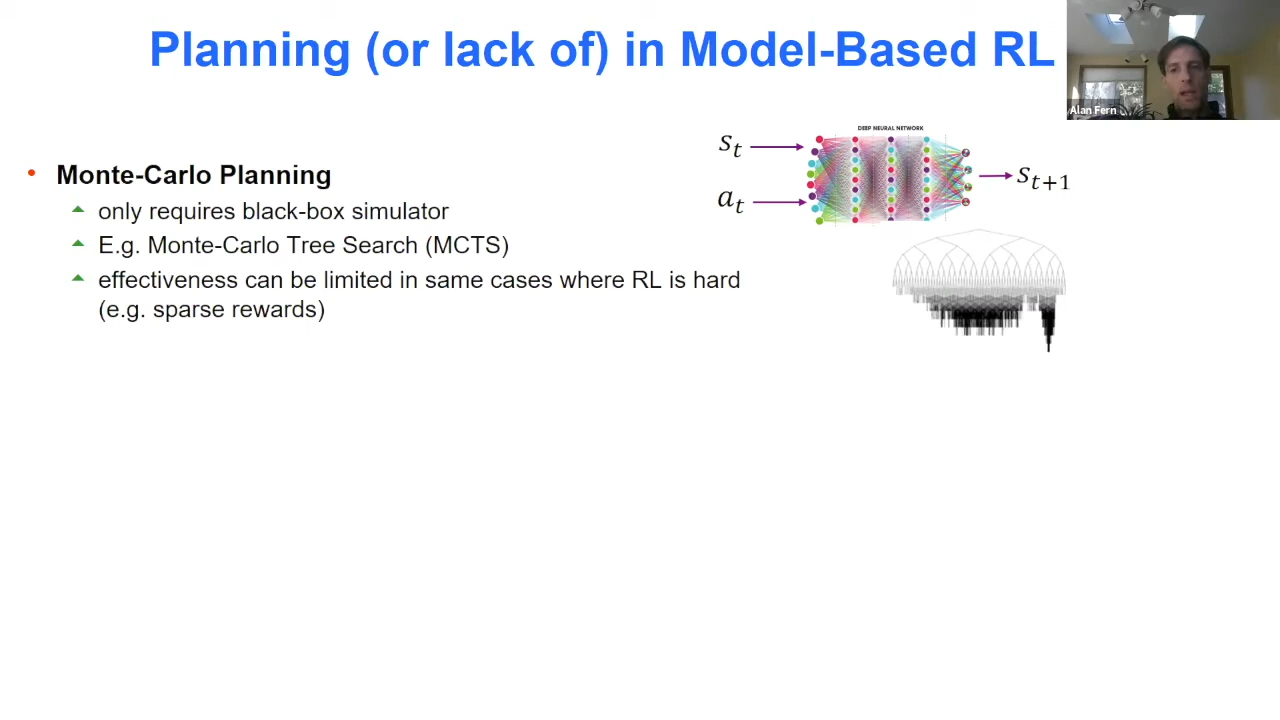 Planning (or lack of) in Model-Based RL
Alan Fern
• Monte-Carlo Planning
only requires black-box simulator
E.g. Monte-Carlo Tree Search (MCTS)
effectiveness can be limited in same cases where RL is hard
(e.g. sparse rewards)
DEEP NEURAL NETWORK
s_t
a_t
s_{t+1}